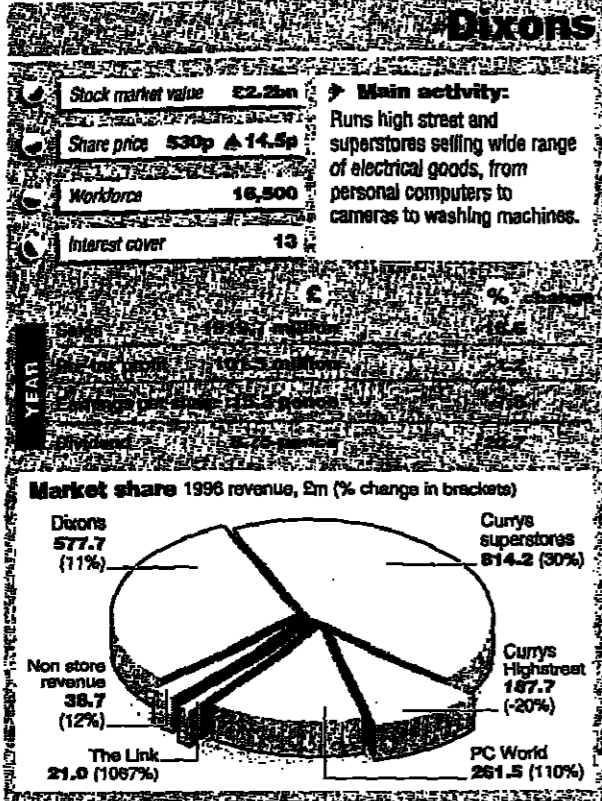 Dixons
Stock market value £2.2bn
Share price 530p ▲14.5p
Workforce 16,500
Interest cover 13
Main activity:
Runs high street and
superstores selling wide range
of electrical goods, from
personal computers to
cameras to washing machines.
£ % change
YEAR
Sales million
Dividend
Market share 1996 revenue, £m (% change in brackets)
Dixons
577.7
(11%)
Currys
superstores
814.2 (30%)
Non store
revenue
38.7
(12%)
Currys
Highstreet
187.7
(-20%)
The Link
21.0 (1067%)
PC World
261.5 (110%)